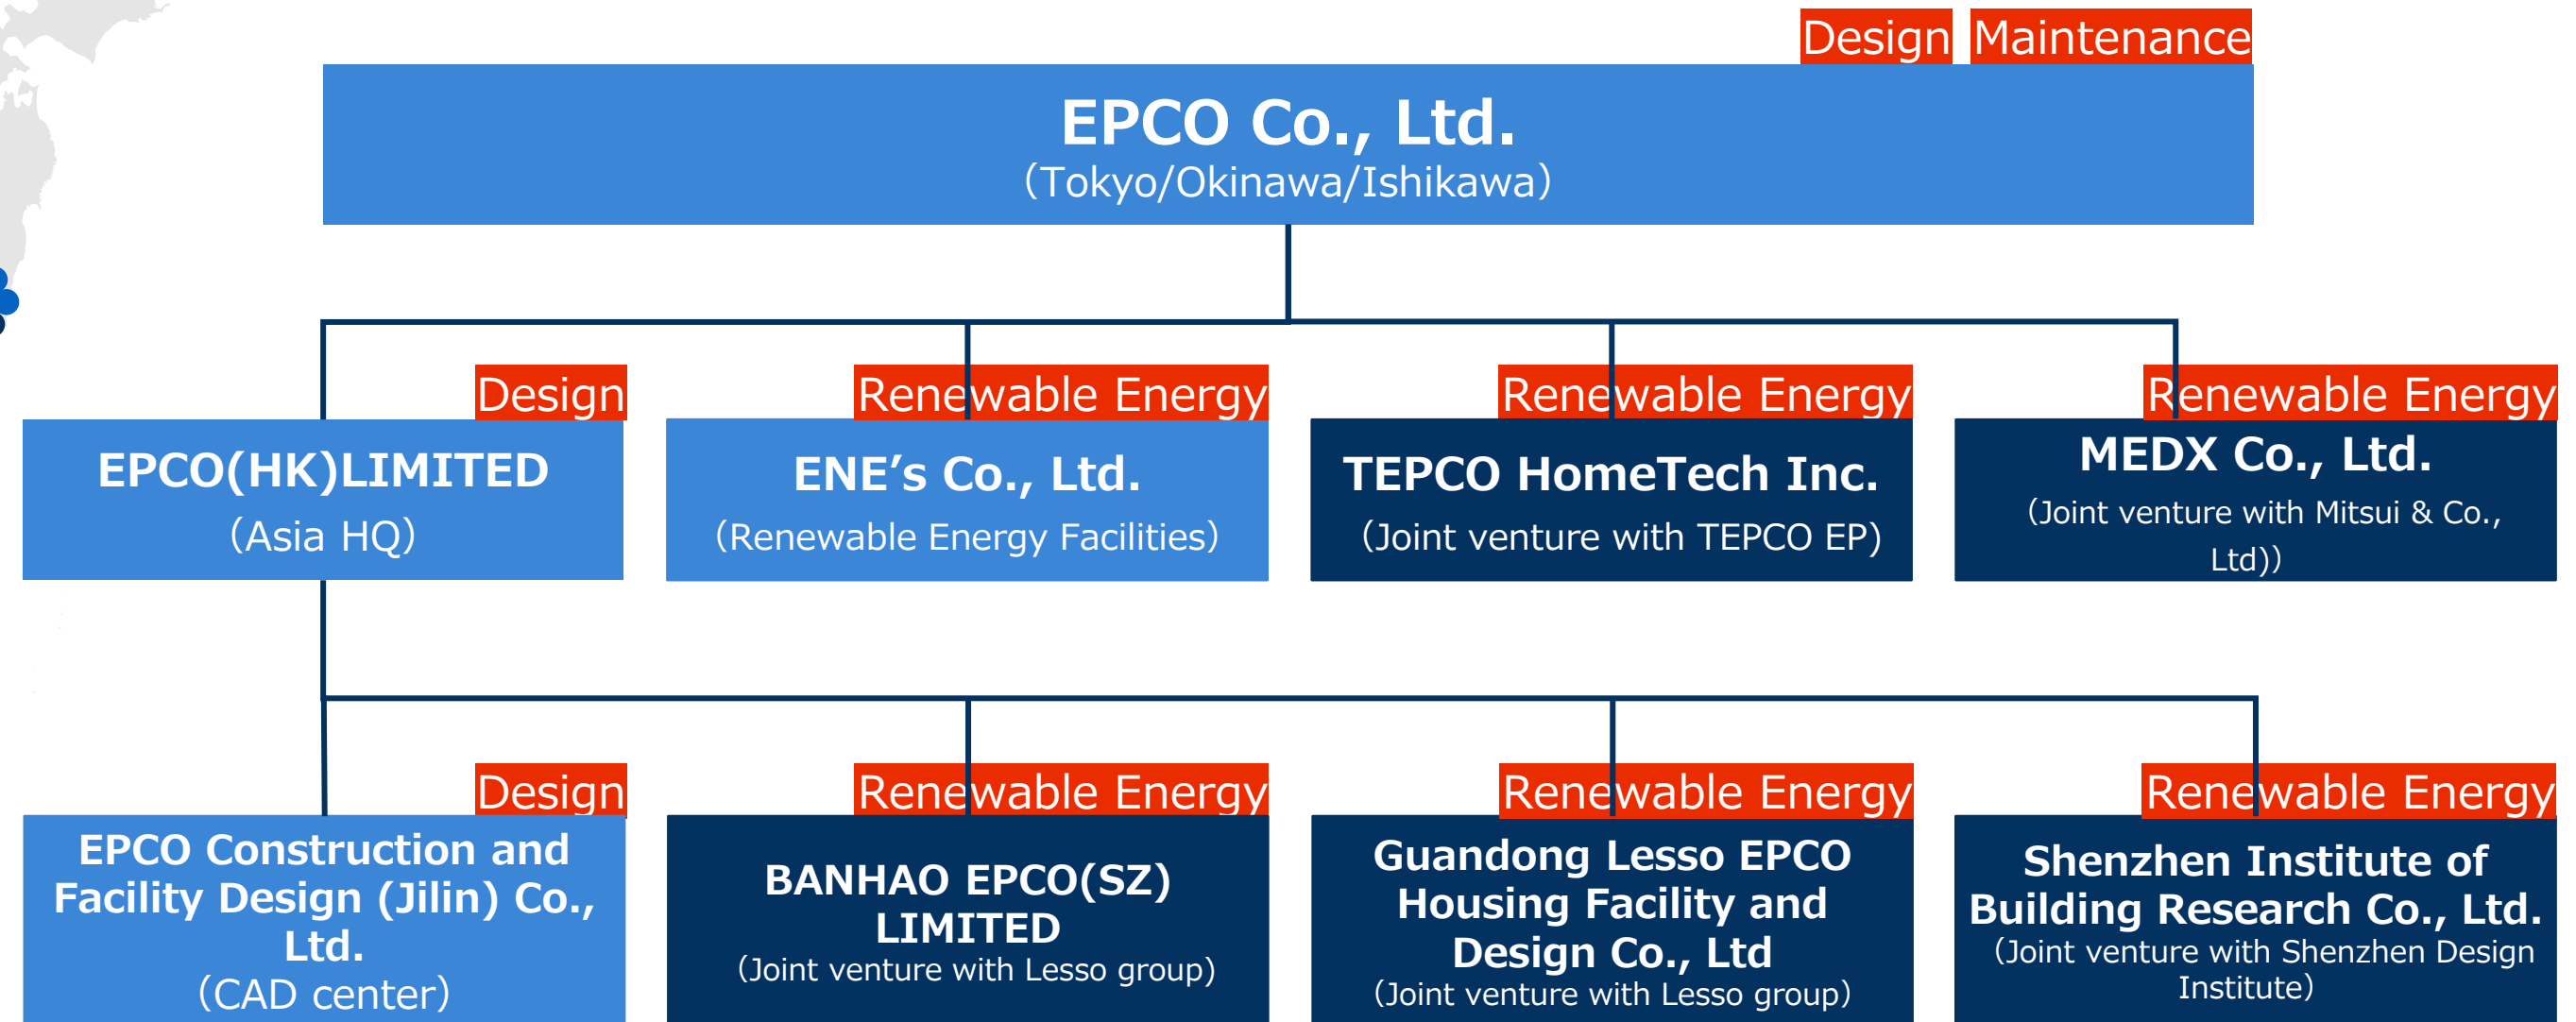 Design Maintenance
EPCO Co., Ltd.
(Tokyo/Okinawa/Ishikawa)
Design
EPCO(HK)LIMITED
(Asia HQ)
Renewable Energy
ENE’s Co., Ltd.
(Renewable Energy Facilities)
Renewable Energy
TEPCO HomeTech Inc.
(Joint venture with TEPCO EP)
Renewable Energy
MEDX Co., Ltd.
(Joint venture with Mitsui & Co.,
Ltd))
Design
EPCO Construction and
Facility Design (Jilin) Co.,
Ltd.
(CAD center)
Renewable Energy
BANHAO EPCO(SZ)
LIMITED
(Joint venture with Lesso group)
Renewable Energy
Guandong Lesso EPCO
Housing Facility and
Design Co., Ltd
(Joint venture with Lesso group)
Renewable Energy
Shenzhen Institute of
Building Research Co., Ltd.
(Joint venture with Shenzhen Design
Institute)